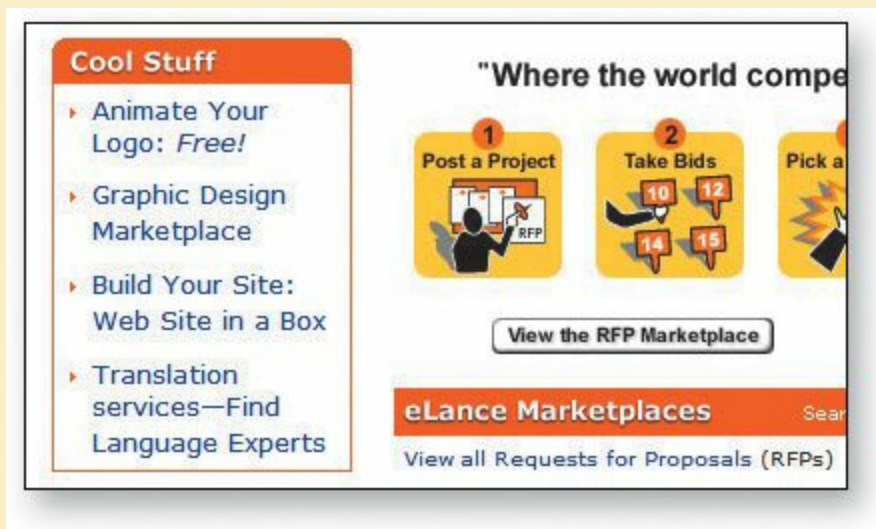 Cool Stuff
Animate Your
Logo: Free!
Graphic Design
Marketplace
Build Your Site:
Web Site in a Box
Translation
services—Find
Language Experts
"Where the world compe
1
Post a Project
RFP
2
Take Bids
10 12
14 15
Pick a
View the RFP Marketplace
eLance Marketplaces Sear
View all Requests for Proposals (RFPs)